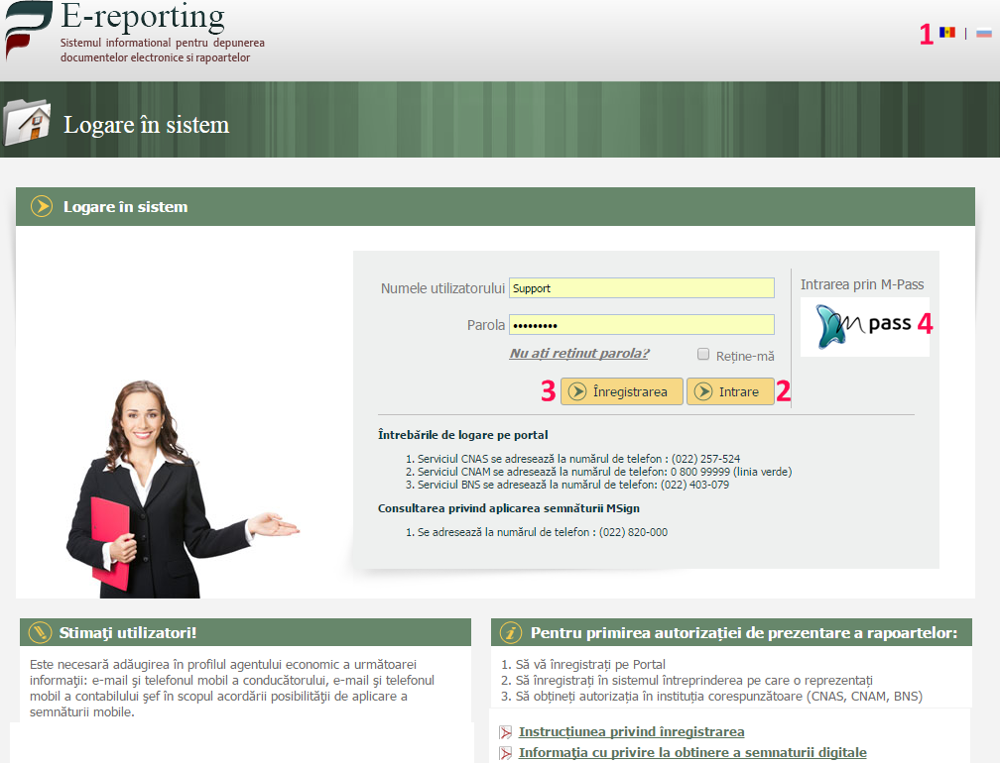 E-reporting
Sistemul informational pentru depunerea
documentelor electronice si rapoartelor
1 |
Logare în sistem
Logare în sistem
Numele utilizatorului Support
Intrarea prin M-Pass
Parola •••••••••
m pass 4
Nu ați reținut parola? Reține-mă
3 Înregistrarea Intrare 2
Întrebările de logare pe portal
1. Serviciul CNAS se adresează la numărul de telefon : (022) 257-524
2. Serviciul CNAM se adresează la numărul de telefon: 0 800 99999 (linia verde)
3. Serviciul BNS se adresează la numărul de telefon: (022) 403-079
Consultarea privind aplicarea semnăturii MSign
1. Se adresează la numărul de telefon : (022) 820-000
Stimaţi utilizatori!
Este necesară adăugirea în profilul agentului economic a următoarei
informaţii: e-mail şi telefonul mobil a conducătorului, e-mail şi telefonul
mobil a contabilului şef în scopul acordării posibilităţii de aplicare a
semnăturii mobile.
Pentru primirea autorizației de prezentare a rapoartelor:
1. Să vă înregistrați pe Portal
2. Să înregistrați în sistemul întreprinderea pe care o reprezentați
3. Să obțineți autorizația în instituția corespunzătoare (CNAS, CNAM, BNS)
Instrucțiunea privind înregistrarea
Informaţia cu privire la obtinere a semnaturii digitale